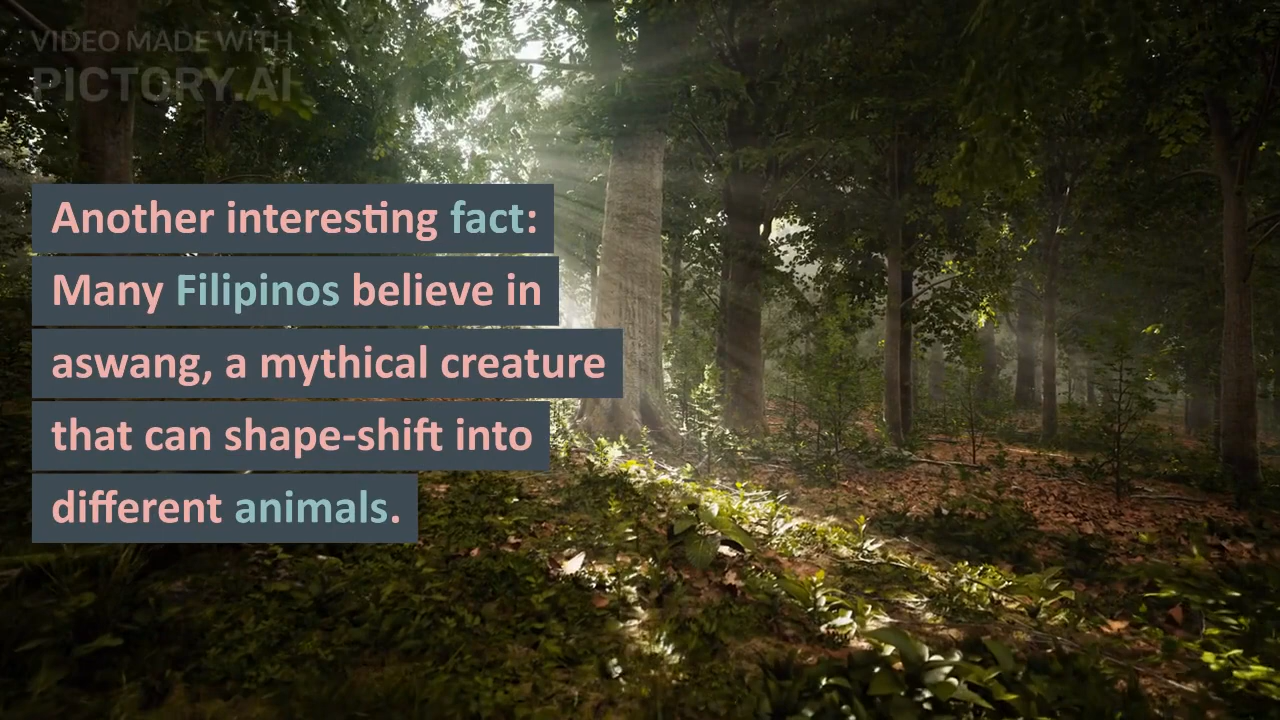 VIDEO MADE WITH
PICTORY.AI
Another interesting fact:
Many Filipinos believe in
aswang, a mythical creature
that can shape-shift into
different animals.